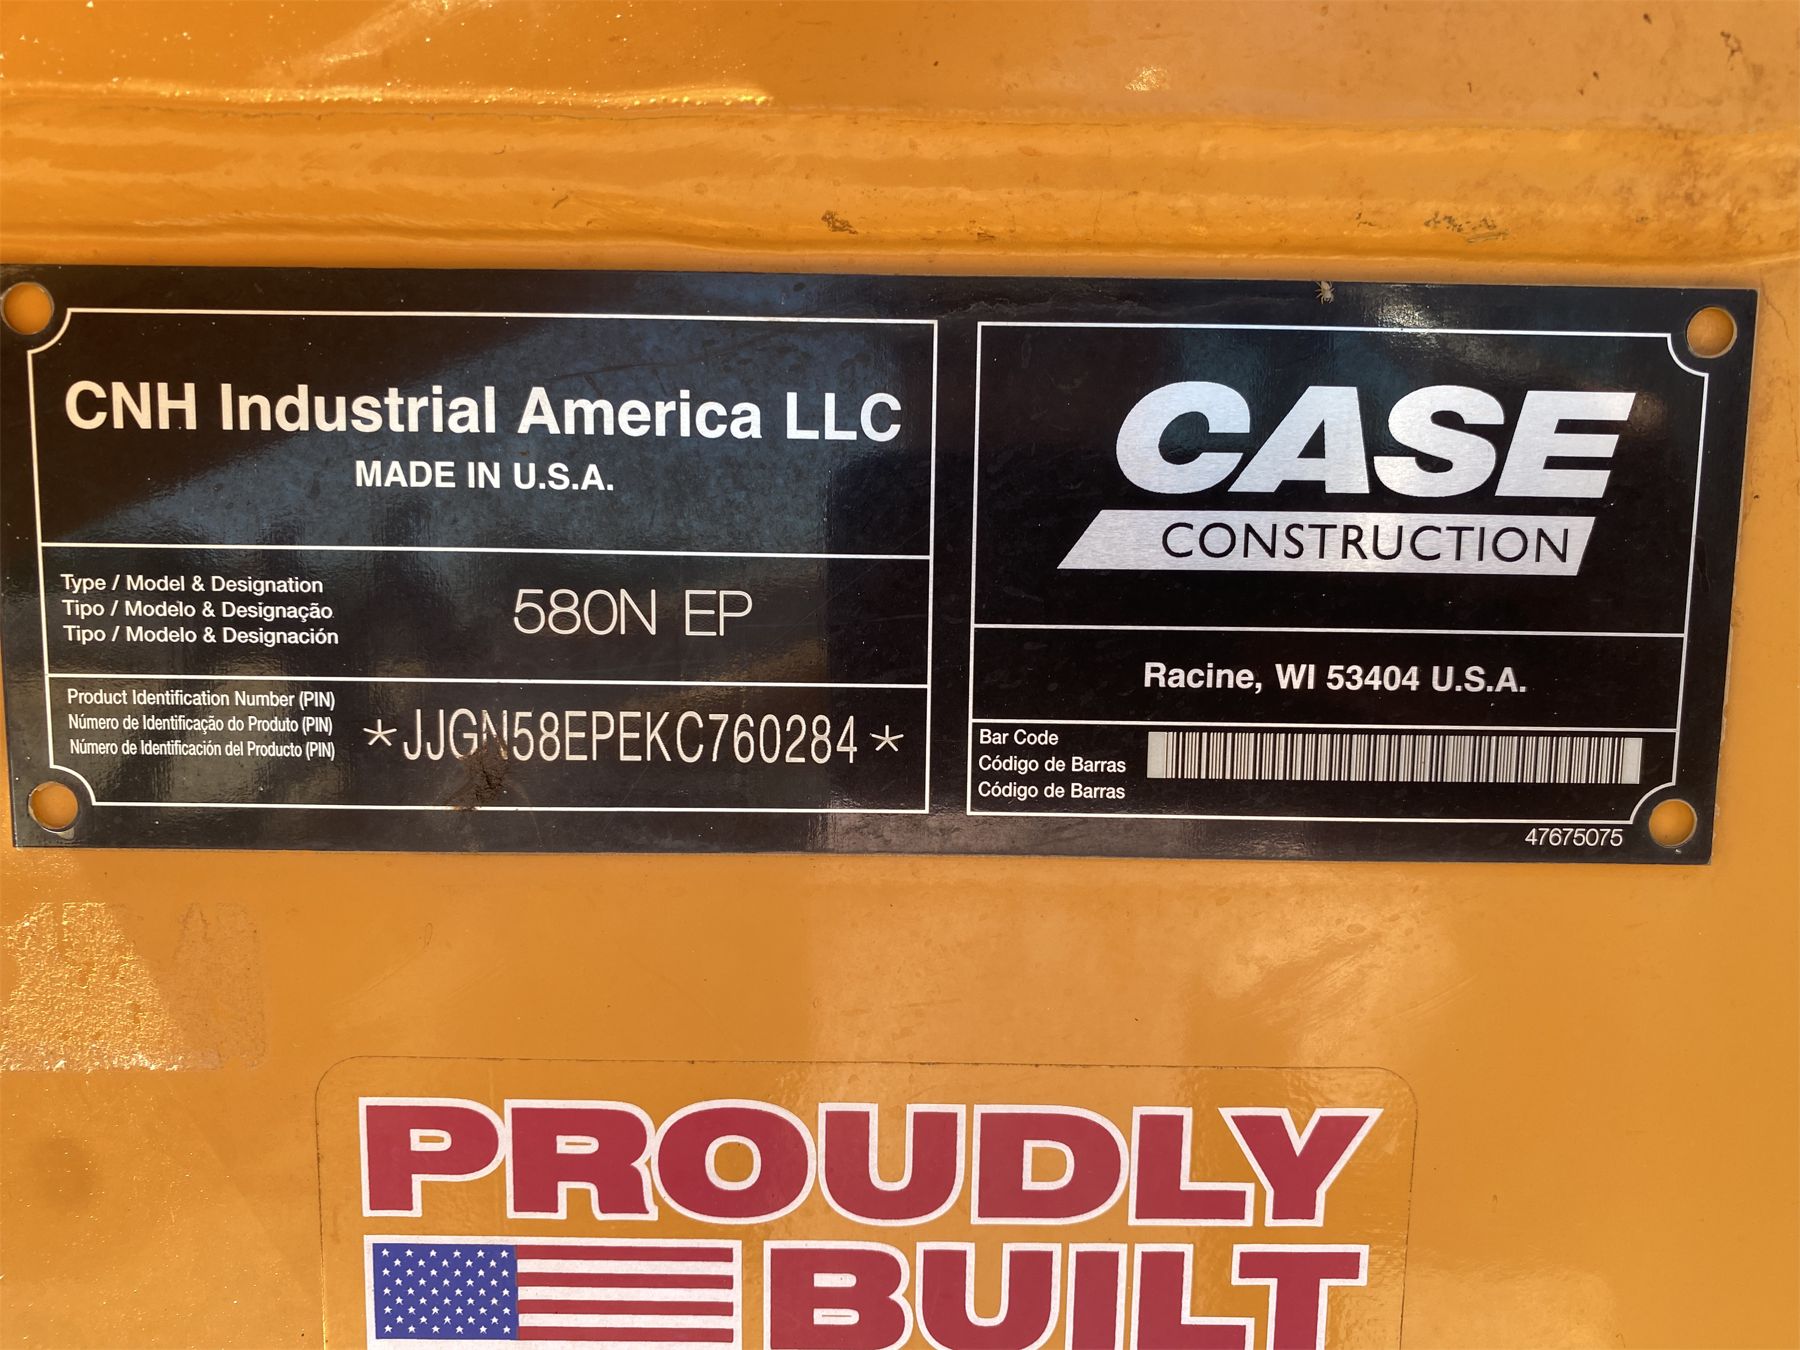 CNH Industrial America LLC
MADE IN U.S.A.
Type / Model & Designation
Tipo / Modelo & Designação
Tipo / Modelo & Designación
580N EP
Product Identification Number (PIN)
Número de Identificação do Produto (PIN)
Número de Identificación del Producto (PIN)
*JJGN58EPEKC760284*
CASE
CONSTRUCTION
Racine, WI 53404 U.S.A.
Bar Code
Código de Barras
Código de Barras
47675075
PROUDLY
BUILT